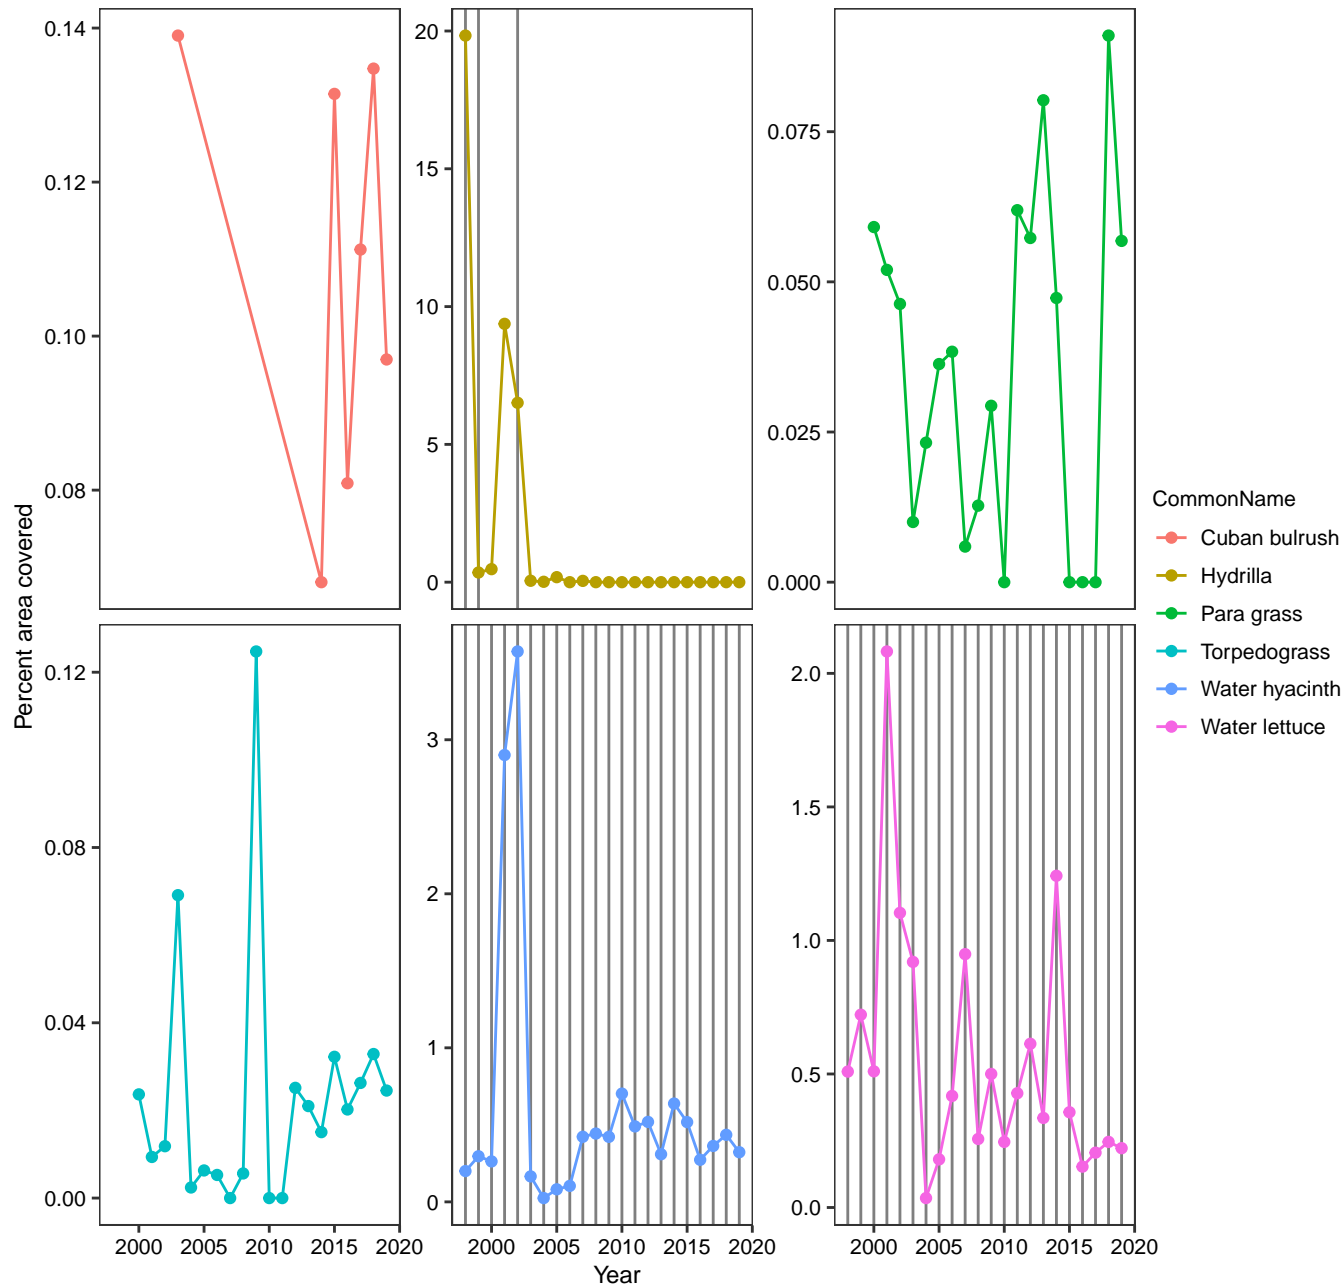 0.14
0.12
0.10
0.08
20
15
10
5
0
0.075
0.050
0.025
0.000
Percent area covered
0.12
0.08
0.04
0.00
3
2
1
0
2.0
1.5
1.0
0.5
0.0
2000 2005 2010 2015 2020
2000 2005 2010 2015 2020
2000 2005 2010 2015 2020
Year
CommonName
Cuban bulrush
Hydrilla
Para grass
Torpedograss
Water hyacinth
Water lettuce